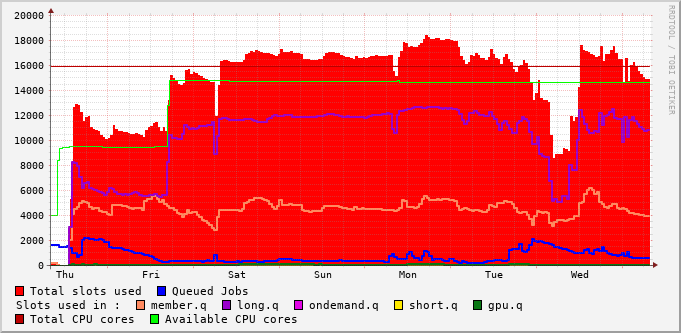 20000
18000
16000
14000
12000
10000
8000
6000
4000
2000
0
Thu Fri Sat Sun Mon Tue Wed
Total slots used Queued Jobs
Slots used in : member.q long.q ondemand.q short.q gpu.q
Total CPU cores Available CPU cores
RRDTOOL / TOBI OETIKER